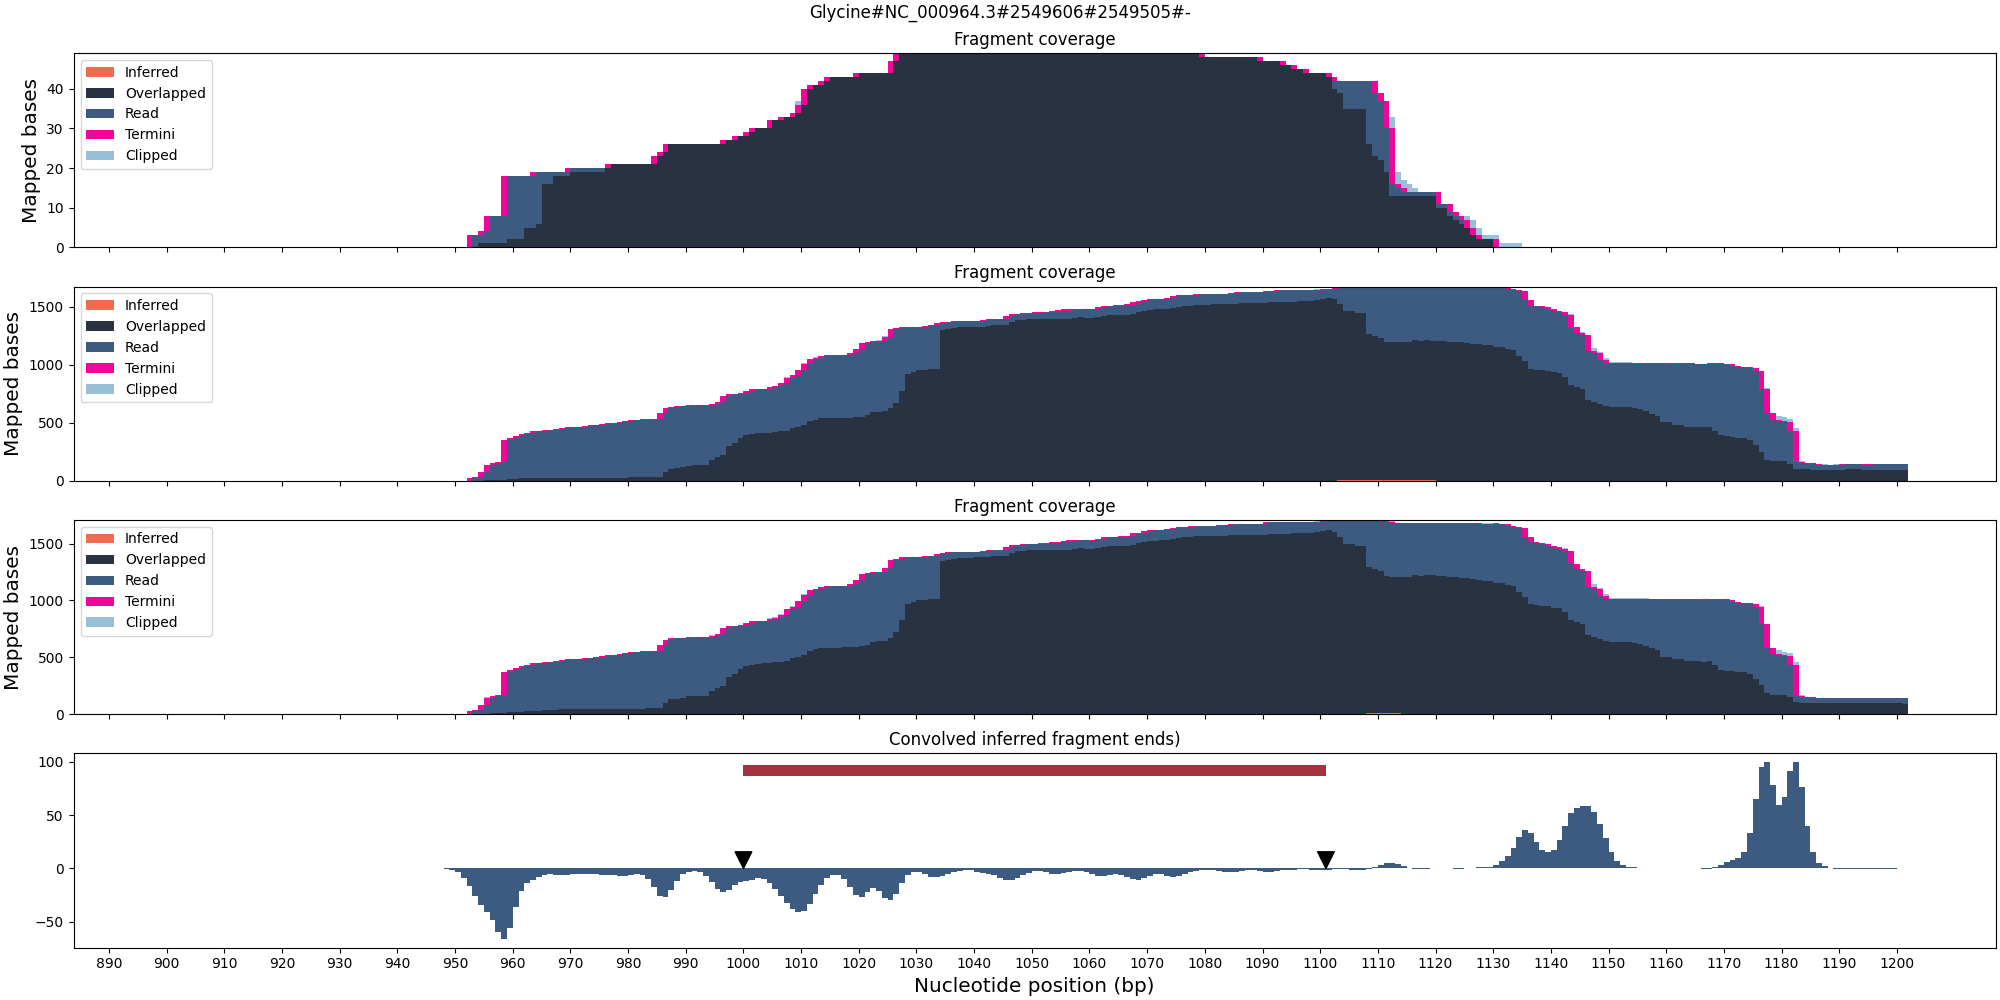 Glycine#NC_000964.3#2549606#2549505#-
Fragment coverage
Mapped bases
40
30
20
10
0
Inferred
Overlapped
Read
Termini
Clipped
Fragment coverage
Mapped bases
1500
1000
500
0
Inferred
Overlapped
Read
Termini
Clipped
Fragment coverage
Mapped bases
1500
1000
500
0
Inferred
Overlapped
Read
Termini
Clipped
Convolved inferred fragment ends)
100
50
0
−50
890 900 910 920 930 940 950 960 970 980 990 1000 1010 1020 1030 1040 1050 1060 1070 1080 1090 1100 1110 1120 1130 1140 1150 1160 1170 1180 1190 1200
Nucleotide position (bp)